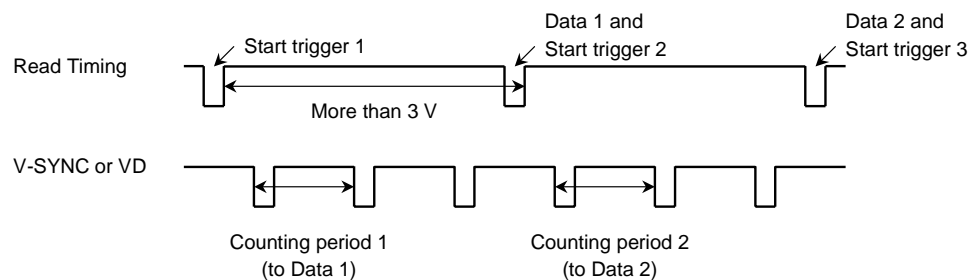 Data 1 and
Start trigger 2
Data 2 and
Start trigger 3
Start trigger 1
Read Timing
More than 3 V
V-SYNC or VD
Counting period 1
(to Data 1)
Counting period 2
(to Data 2)